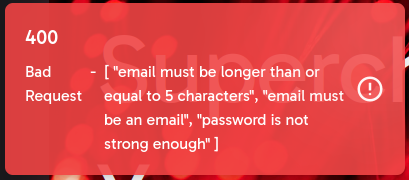 400
Bad Request - [ "email must be longer than or equal to 5 characters", "email must be an email", "password is not strong enough" ]
Superch